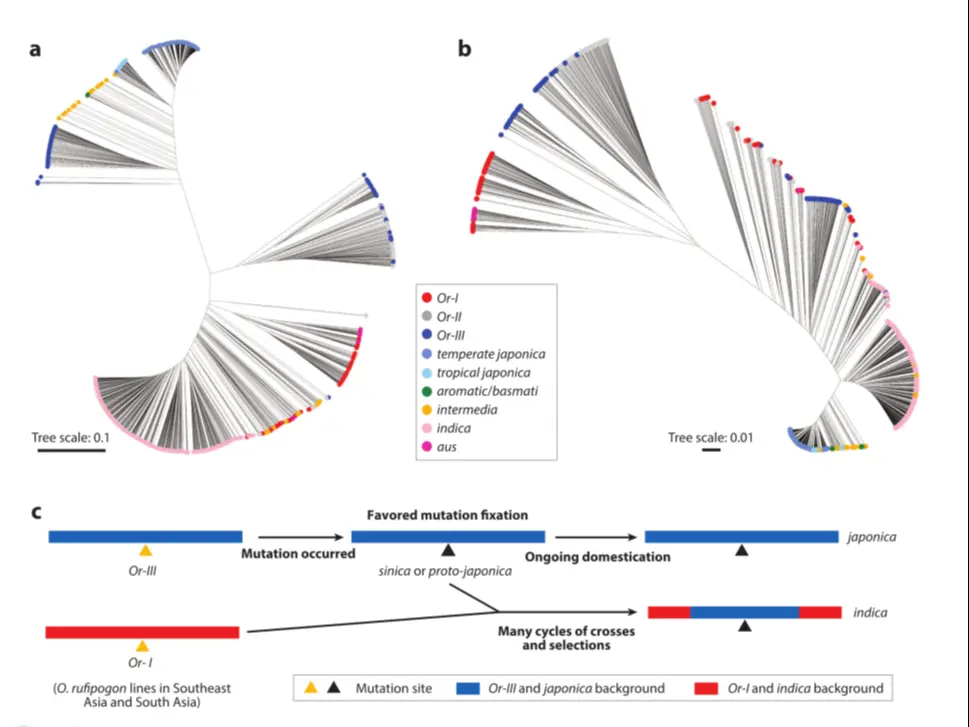 a
b
Or-I
Or-II
Or-III
temperate japonica
tropical japonica
aromatic/basmati
intermedia
indica
aus
Tree scale: 0.1
Tree scale: 0.01
c
Favored mutation fixation
Mutation occurred
Ongoing domestication
japonica
Or-III
sinica or proto-japonica
indica
Many cycles of crosses
and selections
Or- I
(O. rufipogon lines in Southeast
Asia and South Asia)
Mutation site
Or-III and japonica background
Or-I and indica background